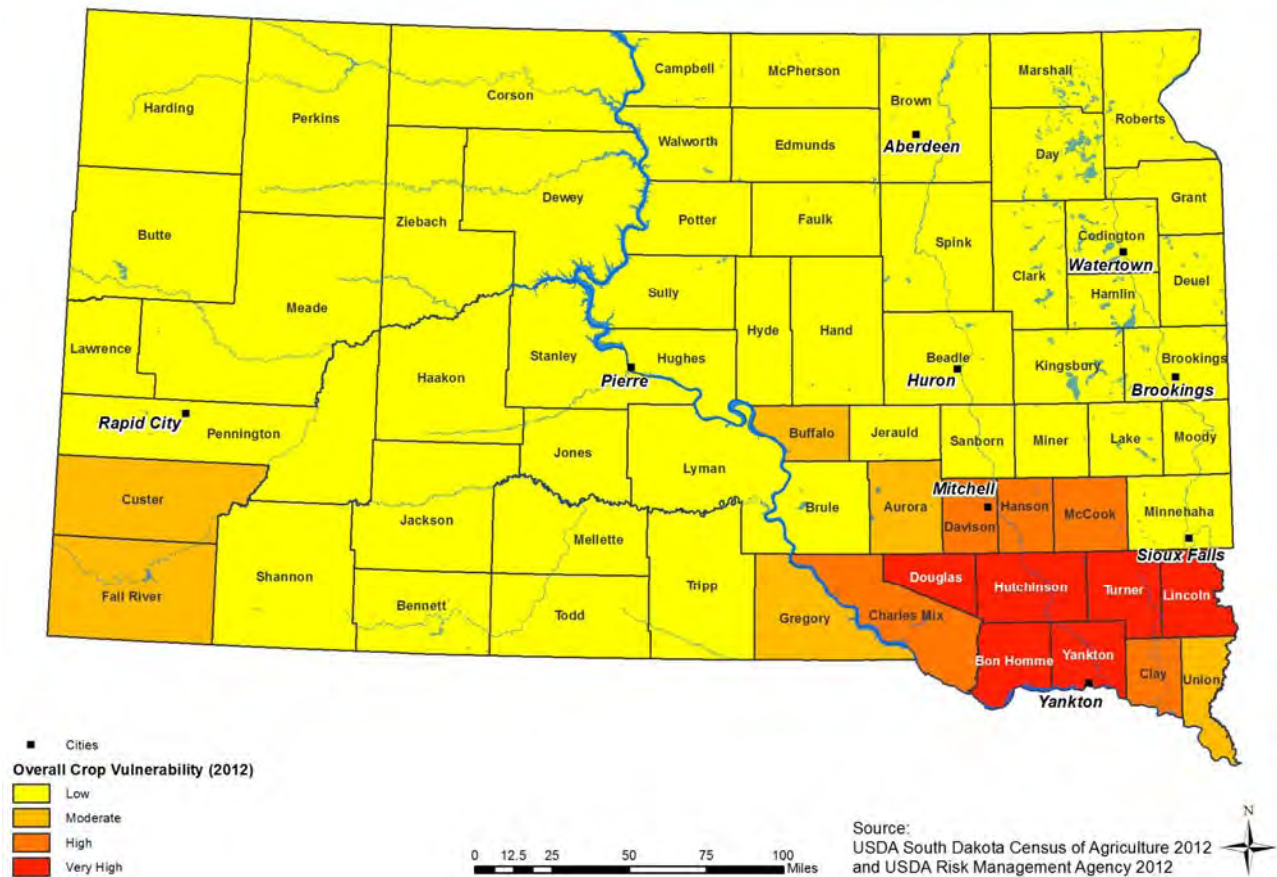 Harding
Perkins
Corson
Campbell
McPherson
Brown
Marshall
Roberts
Walworth
Edmunds
Aberdeen
Day
Butte
Ziebach
Dewey
Potter
Faulk
Spink
Clark
Codington
Watertown
Grant
Meade
Sully
Hyde
Hand
Hamlin
Deuel
Lawrence
Haakon
Stanley
Hughes
Pierre
Beadle
Huron
Kingsbury
Brookings
Brookings
Rapid City
Pennington
Jones
Lyman
Buffalo
Jerauld
Sanborn
Miner
Lake
Moody
Custer
Jackson
Mellette
Brule
Aurora
Mitchell
Davison
Hanson
McCook
Minnehaha
Sioux Falls
Fall River
Shannon
Bennett
Todd
Tripp
Gregory
Charles Mix
Douglas
Hutchinson
Turner
Lincoln
Bon Homme
Yankton
Clay
Union
Yankton
Cities
Overall Crop Vulnerability (2012)
Low
Moderate
High
Very High
0 12.5 25 50 75 100
Miles
Source:
USDA South Dakota Census of Agriculture 2012
and USDA Risk Management Agency 2012
N